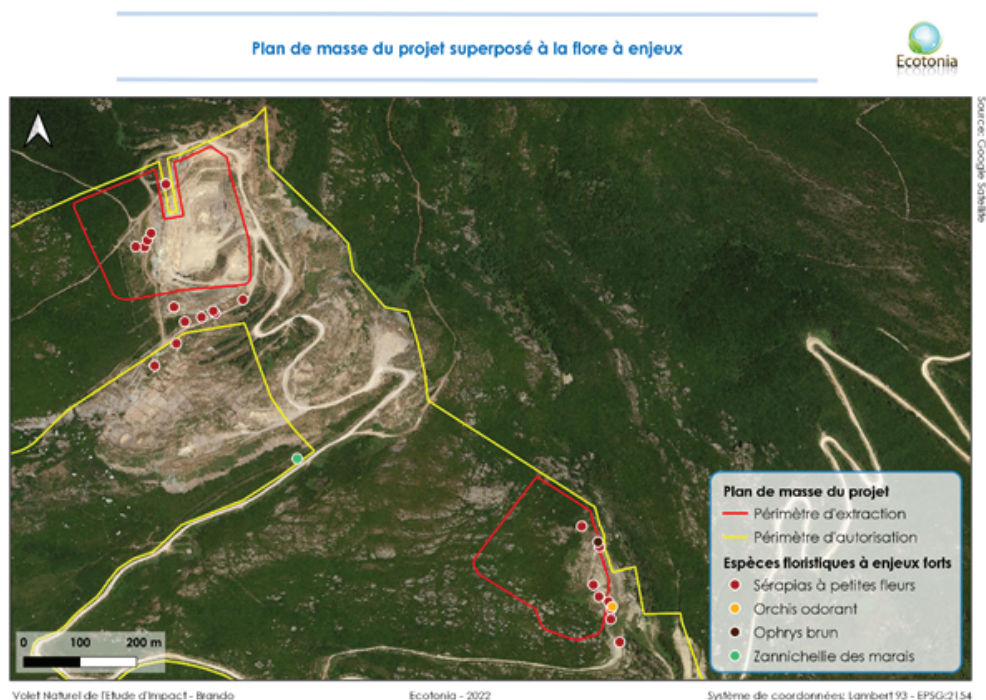 Plan de masse du projet superposé à la flore à enjeux
Ecotonia
Source: Google Satellite
Plan de masse du projet
Périmètre d'extraction
Périmètre d'autorisation
Espèces floristiques à enjeux forts
Sérapias à petites fleurs
Orchis odorant
Ophrys brun
Zannichellie des marais
0 100 200 m
Volet Naturel de l'Etude d'Impact - Brando
Ecotonia - 2022
Système de coordonnées: Lambert 93 - EPSG:2154